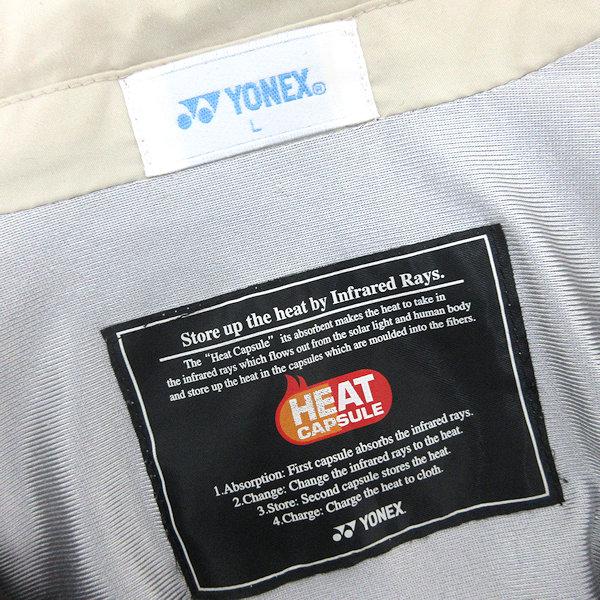 YONEX®
L
Store up the heat by Infrared Rays.
The "Heat Capsule" its absorbent makes the heat to take in
the infrared rays which flows out from the solar light and human body
and store up the heat in the capsules which are moulded into the fibers.
HEAT
CAPSULE
1.Absorption: First capsule absorbs the infrared rays.
2.Change: Change the infrared rays to the heat.
3.Store: Second capsule stores the heat.
4.Charge: Charge the heat to cloth.
YONEX